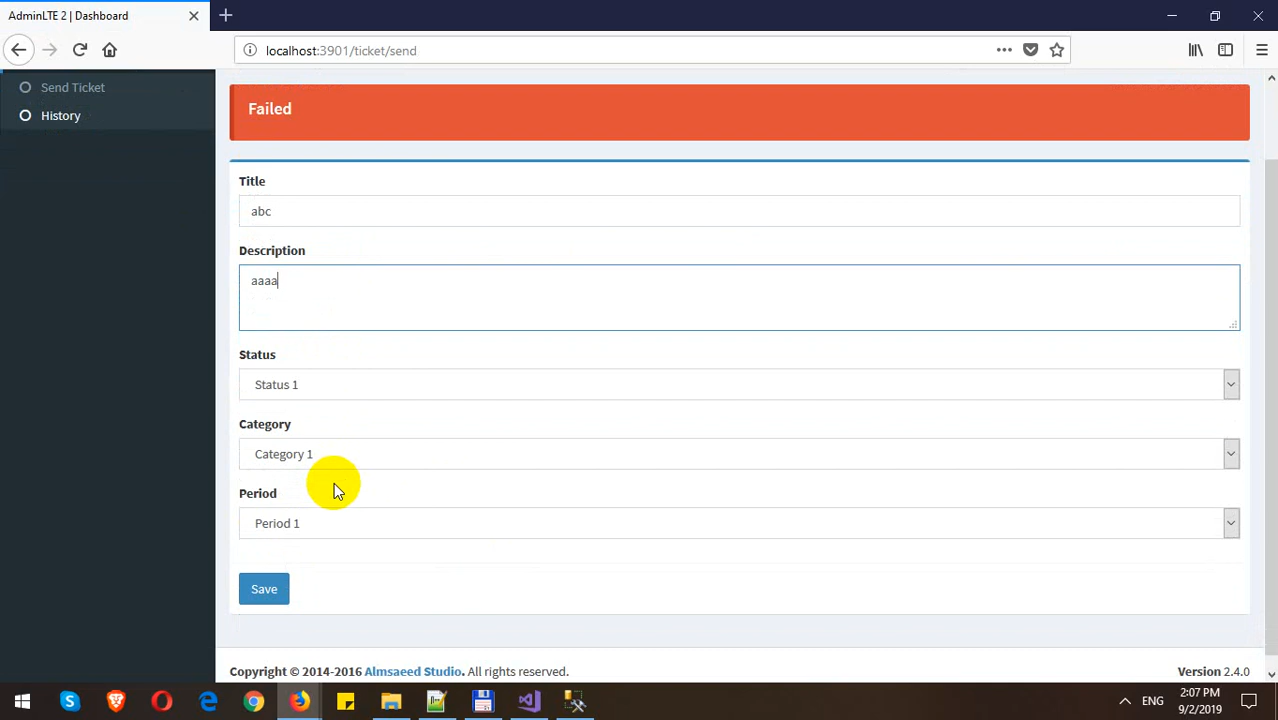 AdminLTE 2 | Dashboard
localhost:3901/ticket/send
Send Ticket
History
Failed
Title
abc
Description
aaaa
Status
Status 1
Category
Category 1
Period
Period 1
Save
Copyright © 2014-2016 Almsaeed Studio. All rights reserved.
Version 2.4.0
ENG
2:07 PM
9/2/2019